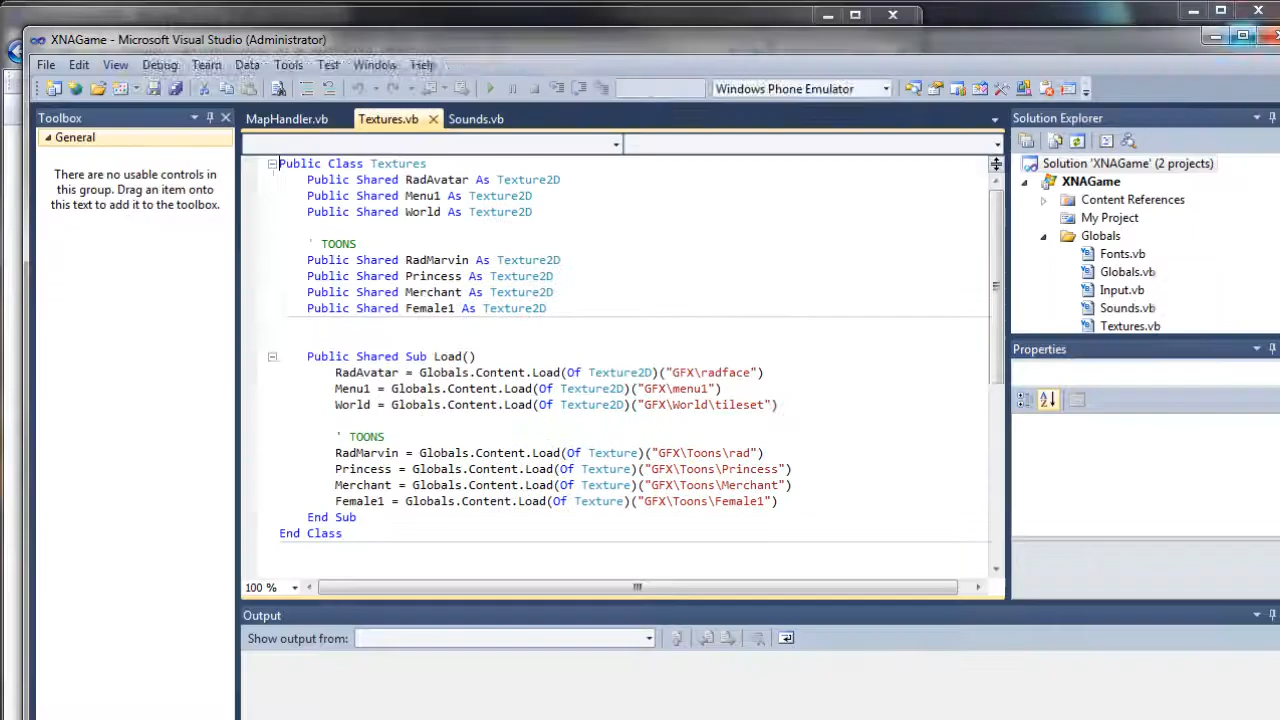 XNAGame - Microsoft Visual Studio (Administrator)
File Edit View Debug Team Data Tools Test Windows Help
Windows Phone Emulator
Toolbox
General
There are no usable controls in
this group. Drag an item onto
this text to add it to the toolbox.
MapHandler.vb Textures.vb Sounds.vb
Public Class Textures
Public Shared RadAvatar As Texture2D
Public Shared Menu1 As Texture2D
Public Shared World As Texture2D
' TOONS
Public Shared RadMarvin As Texture2D
Public Shared Princess As Texture2D
Public Shared Merchant As Texture2D
Public Shared Female1 As Texture2D
Public Shared Sub Load()
RadAvatar = Globals.Content.Load(Of Texture2D)("GFX\radface")
Menu1 = Globals.Content.Load(Of Texture2D)("GFX\menu1")
World = Globals.Content.Load(Of Texture2D)("GFX\World\tileset")
' TOONS
RadMarvin = Globals.Content.Load(Of Texture)("GFX\Toons\rad")
Princess = Globals.Content.Load(Of Texture)("GFX\Toons\Princess")
Merchant = Globals.Content.Load(Of Texture)("GFX\Toons\Merchant")
Female1 = Globals.Content.Load(Of Texture)("GFX\Toons\Female1")
End Sub
End Class
100 %
Output
Show output from:
Solution Explorer
Solution 'XNAGame' (2 projects)
XNAGame
Content References
My Project
Globals
Fonts.vb
Globals.vb
Input.vb
Sounds.vb
Textures.vb
Properties